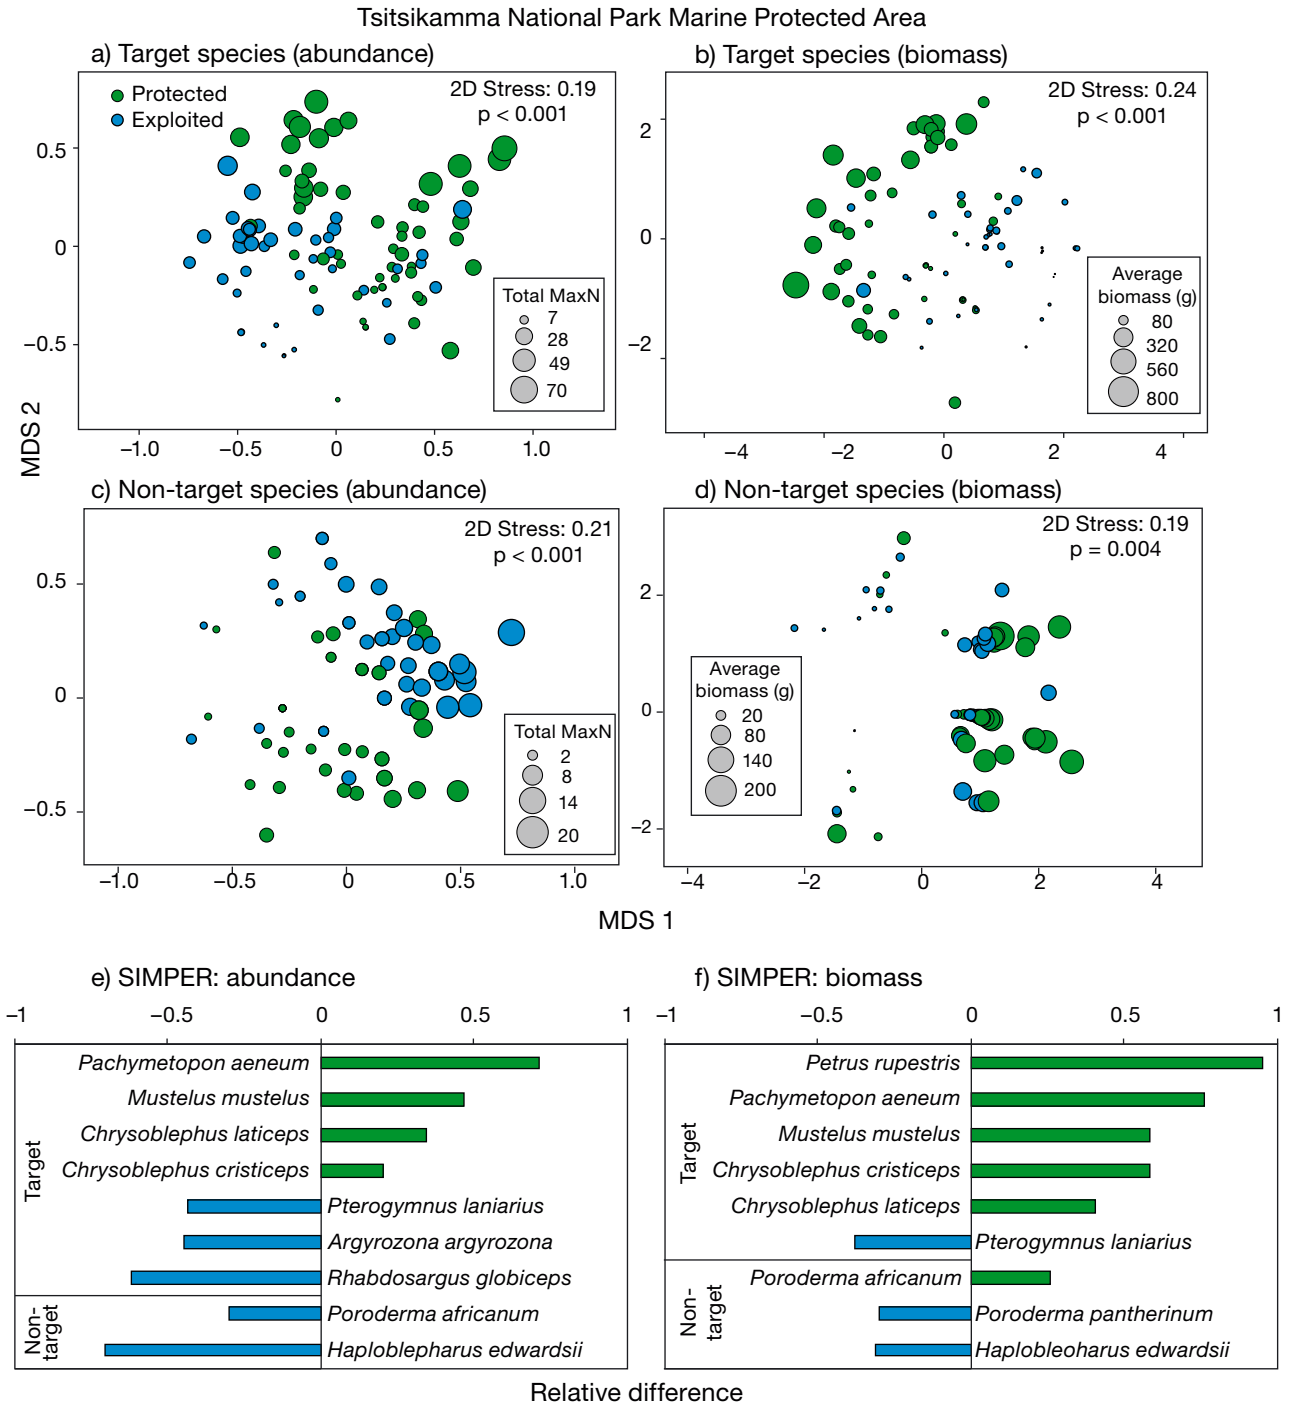 Tsitsikamma National Park Marine Protected Area
a) Target species (abundance)
Protected
Exploited
2D Stress: 0.19
p < 0.001
0.5
0
−0.5
Total MaxN
7
28
49
70
−1.0 −0.5 0 0.5 1.0
b) Target species (biomass)
2D Stress: 0.24
p < 0.001
2
0
−2
Average
biomass (g)
80
320
560
800
−4 −2 0 2 4
MDS 2
c) Non-target species (abundance)
2D Stress: 0.21
p < 0.001
0.5
0
−0.5
Total MaxN
2
8
14
20
−1.0 −0.5 0 0.5 1.0
d) Non-target species (biomass)
2D Stress: 0.19
p = 0.004
2
0
−2
Average
biomass (g)
20
80
140
200
−4 −2 0 2 4
MDS 1
e) SIMPER: abundance
−1 −0.5 0 0.5 1
Target
Pachymetopon aeneum
Mustelus mustelus
Chrysoblephus laticeps
Chrysoblephus cristiceps
Pterogymnus laniarius
Argyrozona argyrozona
Rhabdosargus globiceps
Non-
target
Poroderma africanum
Haploblepharus edwardsii
f) SIMPER: biomass
−1 −0.5 0 0.5 1
Target
Petrus rupestris
Pachymetopon aeneum
Mustelus mustelus
Chrysoblephus cristiceps
Chrysoblephus laticeps
Pterogymnus laniarius
Non-
target
Poroderma africanum
Poroderma pantherinum
Haplobleoharus edwardsii
Relative difference